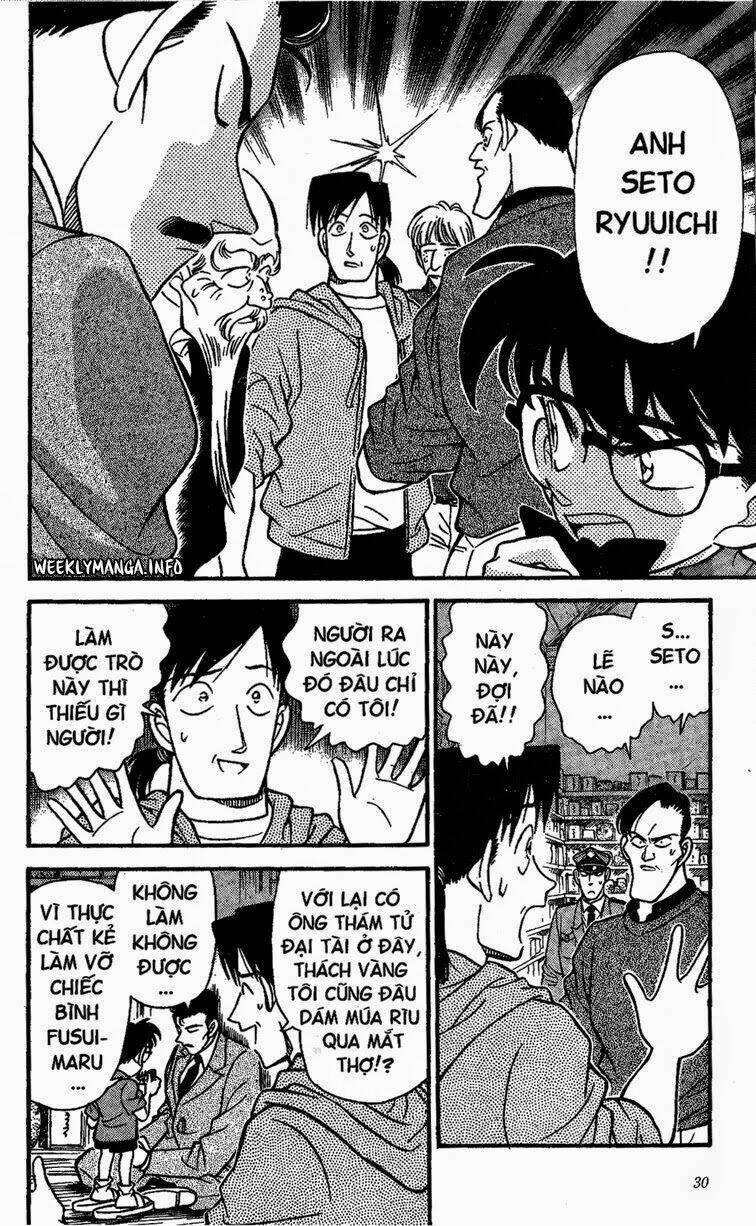 ANH
SETO
RYUUICHI
!!
WEEKLYMANGA.INFO
S...
SETO
...
LẼ
NÀO
...
NÀY
NÀY,
ĐỢI
ĐÃ!!
NGƯỜI RA
NGOÀI LÚC
ĐÓ ĐÂU CHỈ
CÓ TÔI!
LÀM
ĐƯỢC TRÒ
NÀY THÌ
THIẾU GÌ
NGƯỜI!
VỚI LẠI CÓ
ÔNG THÁM TỬ
ĐẠI TÀI Ở ĐÂY,
THÁCH VÀNG
TÔI CŨNG ĐÂU
DÁM MÚA RÌU
QUA MẮT
THỢ!?
KHÔNG
LÀM
KHÔNG
ĐƯỢC
...
VÌ THỰC
CHẤT KẺ
LÀM VỠ
CHIẾC
BÌNH
FUSUI-
MARU
...
30